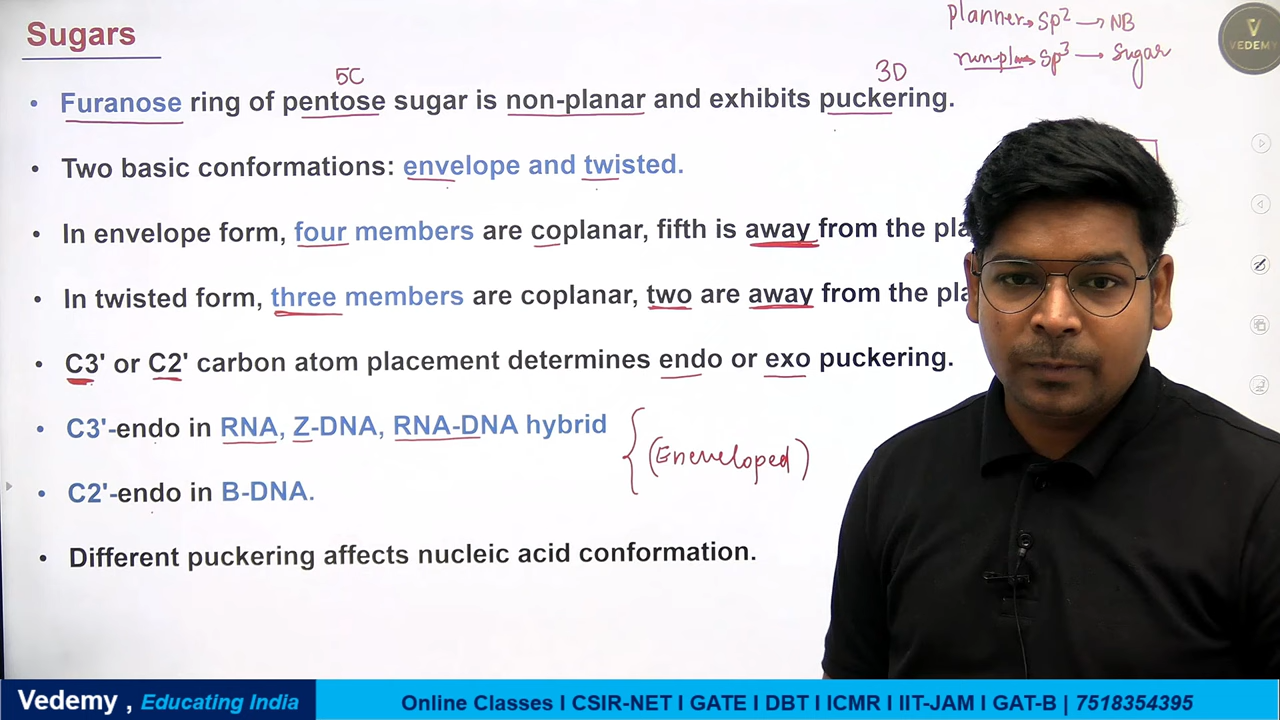 Sugars
planner → Sp² → NB
non-plan → Sp³ → Sugar
V
VEDEMY
5C
3D
• Furanose ring of pentose sugar is non-planar and exhibits puckering.
• Two basic conformations: envelope and twisted.
• In envelope form, four members are coplanar, fifth is away from the pla
• In twisted form, three members are coplanar, two are away from the pla
• C3' or C2' carbon atom placement determines endo or exo puckering.
• C3'-endo in RNA, Z-DNA, RNA-DNA hybrid
(Eneveloped)
• C2'-endo in B-DNA.
• Different puckering affects nucleic acid conformation.
Vedemy , Educating India
Online Classes I CSIR-NET I GATE I DBT I ICMR I IIT-JAM I GAT-B | 7518354395